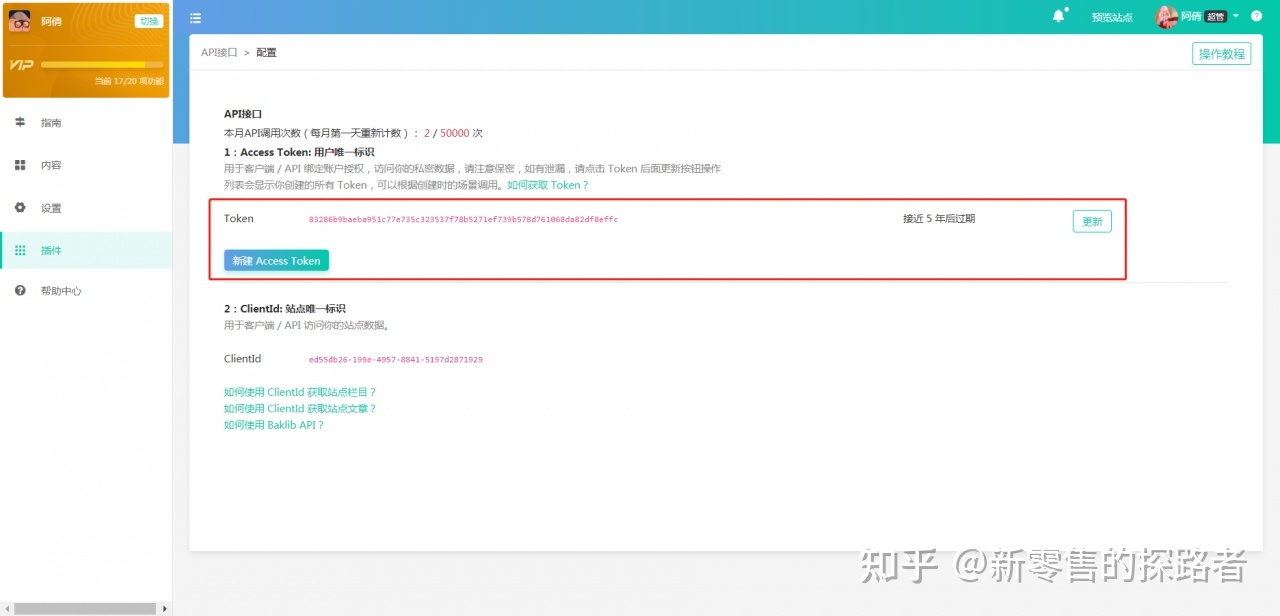 阿倩
切换
VIP
当前 17/20 项功能
指南
内容
设置
插件
帮助中心
预览站点
阿倩 超管
API接口 > 配置
操作教程
API接口
本月API调用次数 ( 每月第一天重新计数 ) ： 2 / 50000 次
1：Access Token: 用户唯一标识
用于客户端 / API 绑定账户授权，访问你的私密数据，请注意保密，如有泄漏，请点击 Token 后面更新按钮操作
列表会显示你创建的所有 Token，可以根据创建时的场景调用。如何获取 Token？
Token 83286b9baeba951c77e735c323537f78b5271ef739b578d761068da82df8effc 接近 5 年后过期 更新
新建 Access Token
2：ClientId: 站点唯一标识
用于客户端 / API 访问你的站点数据。
ClientId ed55db26-199e-4957-8841-5197d2871929
如何使用 ClientId 获取站点栏目？
如何使用 ClientId 获取站点文章？
如何使用 Baklib API？
知乎 @新零售的探路者